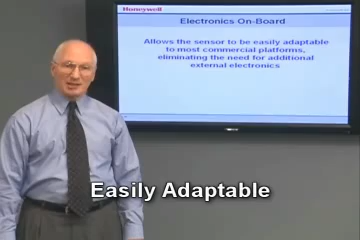 Honeywell
Electronics On-Board
Allows the sensor to be easily adaptable
to most commercial platforms,
eliminating the need for additional
external electronics
Easily Adaptable